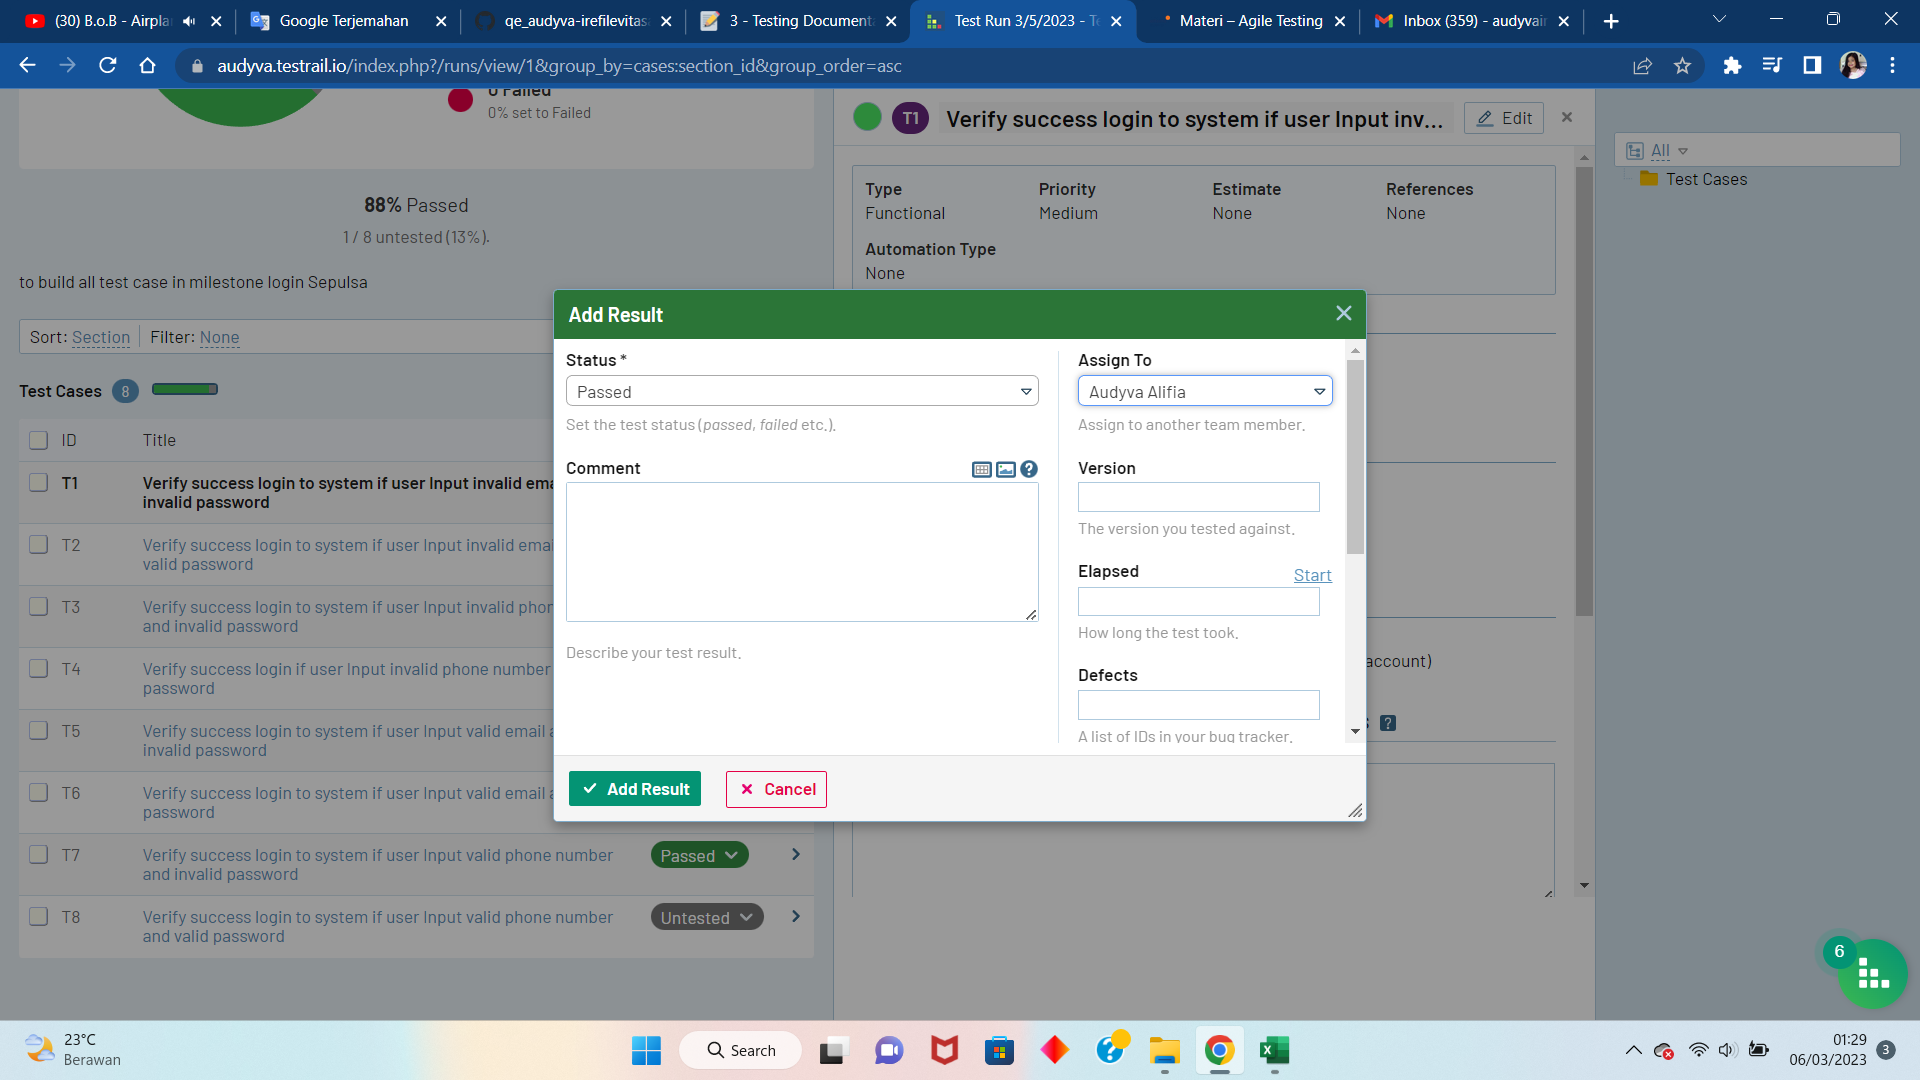 (30) B.o.B - Airpla
Google Terjemahan
qe_audyva-irefilevitasa
3 - Testing Documenta
Test Run 3/5/2023 - Te
Materi – Agile Testing
Inbox (359) - audyvair
audyva.testrail.io/index.php?/runs/view/1&group_by=cases:section_id&group_order=asc
0 Failed
0% set to Failed
88% Passed
1 / 8 untested (13%).
to build all test case in milestone login Sepulsa
Sort: Section
Filter: None
Test Cases 8
ID Title
T1 Verify success login to system if user Input invalid ema
invalid password
T2 Verify success login to system if user Input invalid emai
valid password
T3 Verify success login to system if user Input invalid phon
and invalid password
T4 Verify success login if user Input invalid phone number
password
T5 Verify success login to system if user Input valid email a
invalid password
T6 Verify success login to system if user Input valid email a
password
T7 Verify success login to system if user Input valid phone number
and invalid password
Passed
T8 Verify success login to system if user Input valid phone number
and valid password
Untested
T1 Verify success login to system if user Input inv...
Edit
Type
Functional
Priority
Medium
Estimate
None
References
None
Automation Type
None
account)
?
All
Test Cases
Add Result
Status *
Passed
Set the test status (passed, failed etc.).
Comment
?
Describe your test result.
Assign To
Audyva Alifia
Assign to another team member.
Version
The version you tested against.
Elapsed
Start
How long the test took.
Defects
A list of IDs in your bug tracker.
Add Result
Cancel
6
23°C
Berawan
Search
01:29
06/03/2023
3